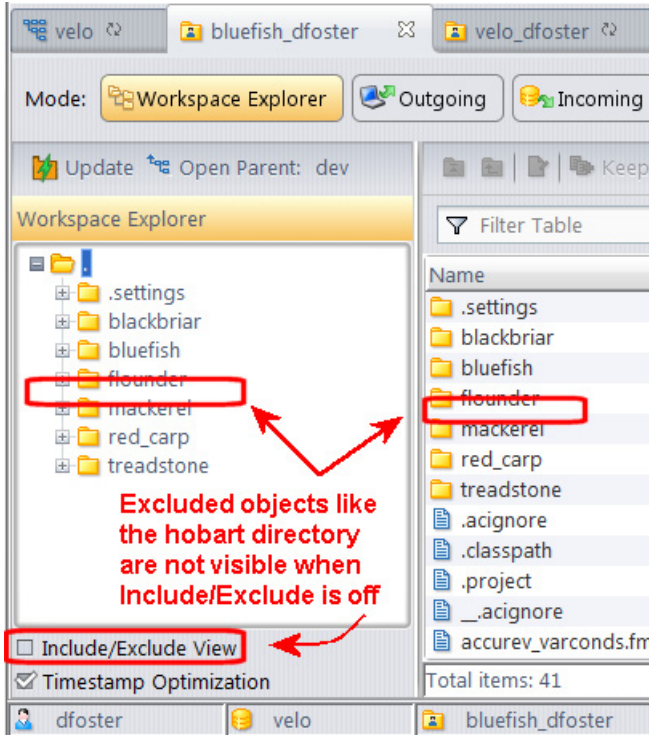 velo
bluefish_dfoster
velo_dfoster
Mode: Workspace Explorer Outgoing Incoming
Update Open Parent: dev
Keep
Workspace Explorer
Filter Table
.
.settings
blackbriar
bluefish
flounder
mackerel
red_carp
treadstone
Excluded objects like
the hobart directory
are not visible when
Include/Exclude is off
Include/Exclude View
Timestamp Optimization
Name
.settings
blackbriar
bluefish
flounder
mackerel
red_carp
treadstone
.acignore
.classpath
.project
__.acignore
accurev_varconds.fm
Total items: 41
dfoster velo bluefish_dfoster